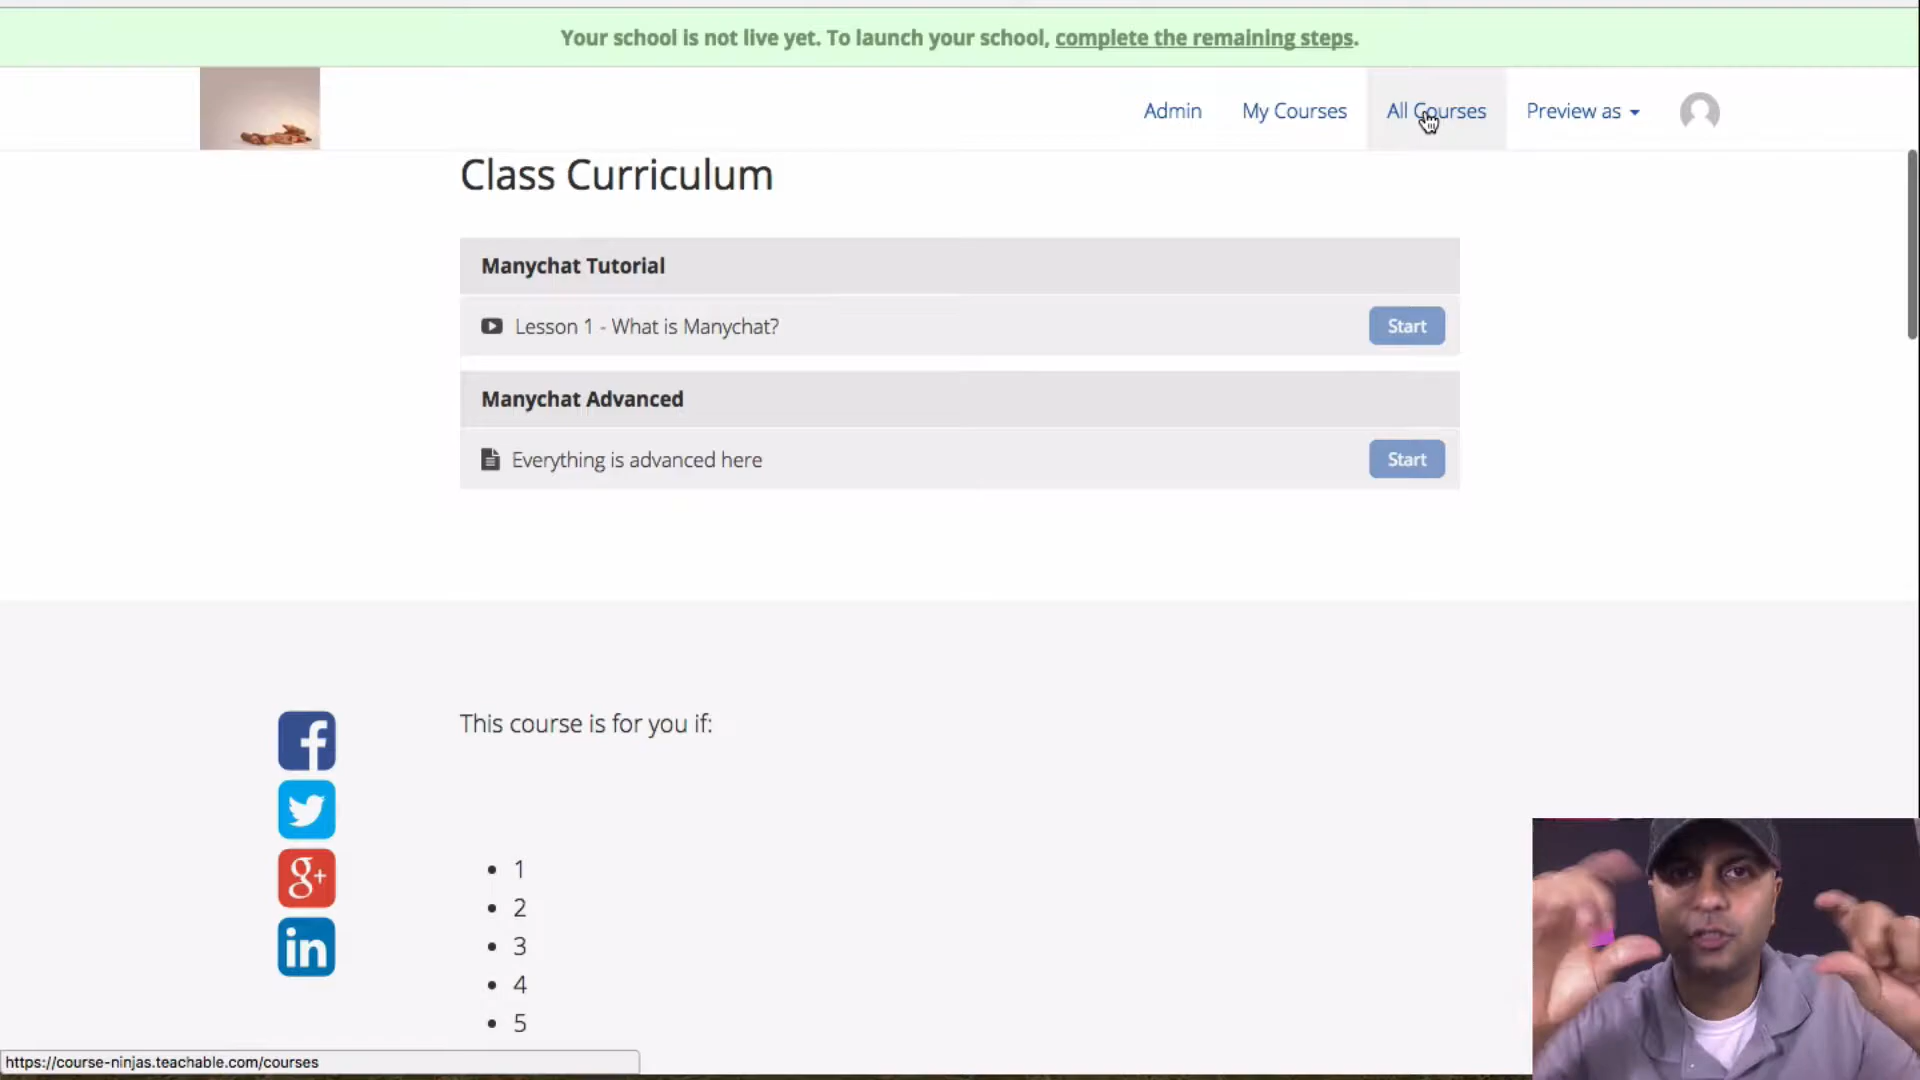 Your school is not live yet. To launch your school, complete the remaining steps.
Admin
My Courses
All Courses
Preview as
Class Curriculum
Manychat Tutorial
Lesson 1 - What is Manychat?
Start
Manychat Advanced
Everything is advanced here
Start
This course is for you if:
f
g+
in
1
2
3
4
5
https://course-ninjas.teachable.com/courses